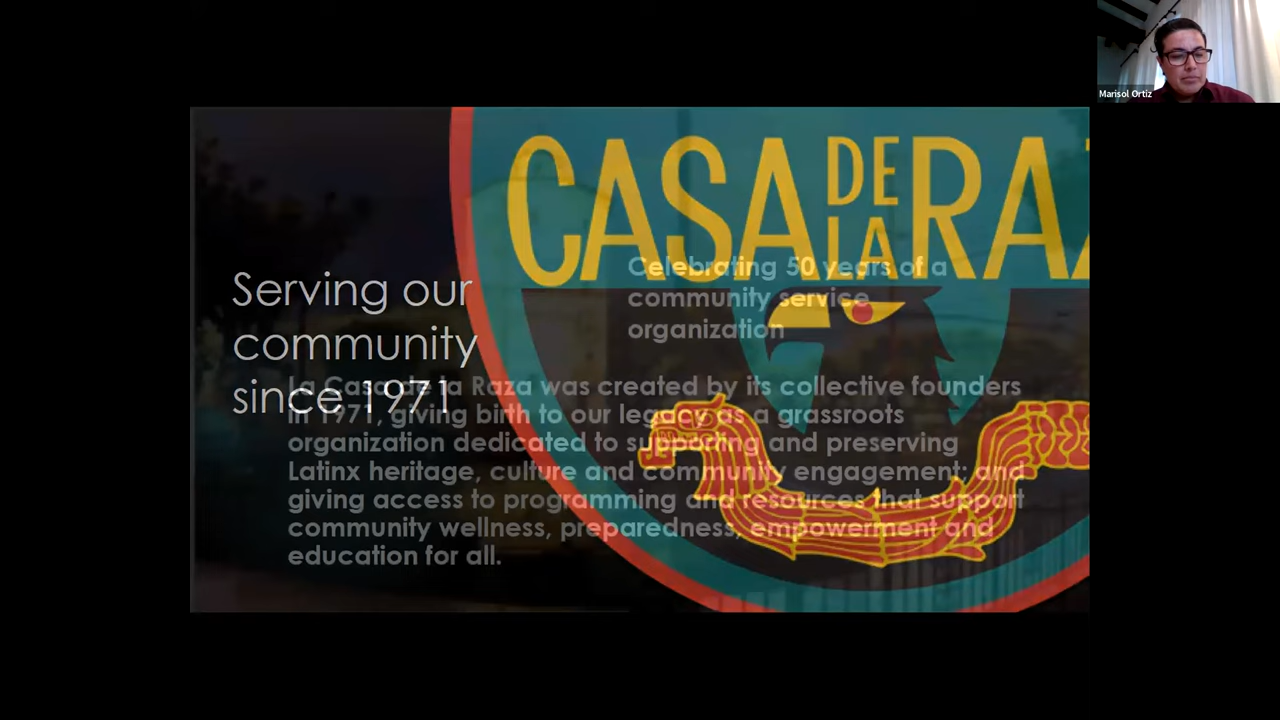 Marisol Ortiz
CASA DE LA RAZ
Serving our
community
since 1971
Celebrating 50 years of a
community service
organization
La Casa de la Raza was created by its collective founders
in 1971, giving birth to our legacy as a grassroots
organization dedicated to supporting and preserving
Latinx heritage, culture and community engagement; and
giving access to programming and resources that support
community wellness, preparedness, empowerment and
education for all.